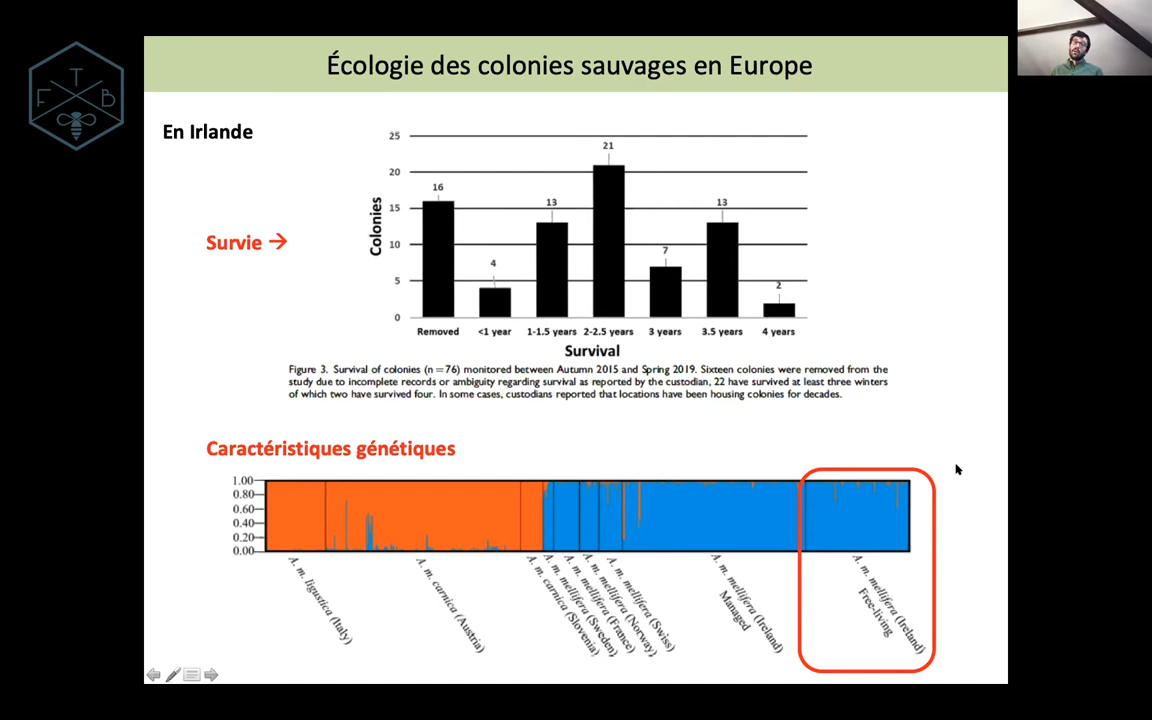 T
F B
Écologie des colonies sauvages en Europe
En Irlande
Survie →
Colonies
25
20
15
10
5
0
16
4
13
21
7
13
2
Removed <1 year 1-1.5 years 2-2.5 years 3 years 3.5 years 4 years
Survival
Figure 3. Survival of colonies (n = 76) monitored between Autumn 2015 and Spring 2019. Sixteen colonies were removed from the
study due to incomplete records or ambiguity regarding survival as reported by the custodian, 22 have survived at least three winters
of which two have survived four. In some cases, custodians reported that locations have been housing colonies for decades.
Caractéristiques génétiques
1.00
0.80
0.60
0.40
0.20
0.00
A. m. ligustica (Italy)
A. m. carnica (Austria)
A. m. carnica (Slovenia)
A. m. mellifera (Sweden)
A. m. mellifera (France)
A. m. mellifera (Norway)
A. m. mellifera (Swiss)
A. m. mellifera (Ireland)
Managed
A. m. mellifera (Ireland)
Free-living